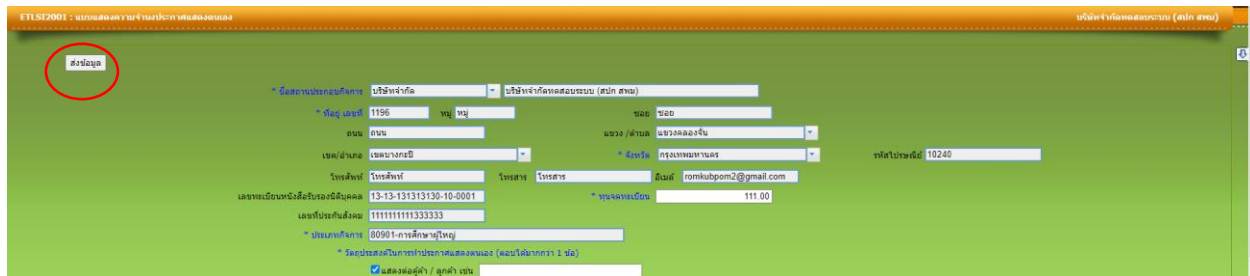 ETLSI2001 : แบบแสดงความจำนงประกาศแสดงตนเอง บริษัทจำกัดทดสอบระบบ (สปก สพม)
ส่งข้อมูล
* ชื่อสถานประกอบกิจการ บริษัทจำกัด บริษัทจำกัดทดสอบระบบ (สปก สพม)
* ที่อยู่ เลขที่ 1196 หมู่ หมู่ ซอย ซอย
ถนน ถนน แขวง /ตำบล แขวงคลองจั่น
เขต/อำเภอ เขตบางกะปิ * จังหวัด กรุงเทพมหานคร รหัสไปรษณีย์ 10240
โทรศัพท์ โทรศัพท์ โทรสาร โทรสาร อีเมล์ romkubpom2@gmail.com
เลขทะเบียนหนังสือรับรองนิติบุคคล 13-13-131313130-10-0001 * ทุนจดทะเบียน 111.00
เลขที่ประกันสังคม 1111111111333333
* ประเภทกิจการ 80901-การศึกษาผู้ใหญ่
* วัตถุประสงค์ในการทำประกาศแสดงตนเอง (ตอบได้มากกว่า 1 ข้อ)
แสดงต่อคู่ค้า / ลูกค้า เช่น